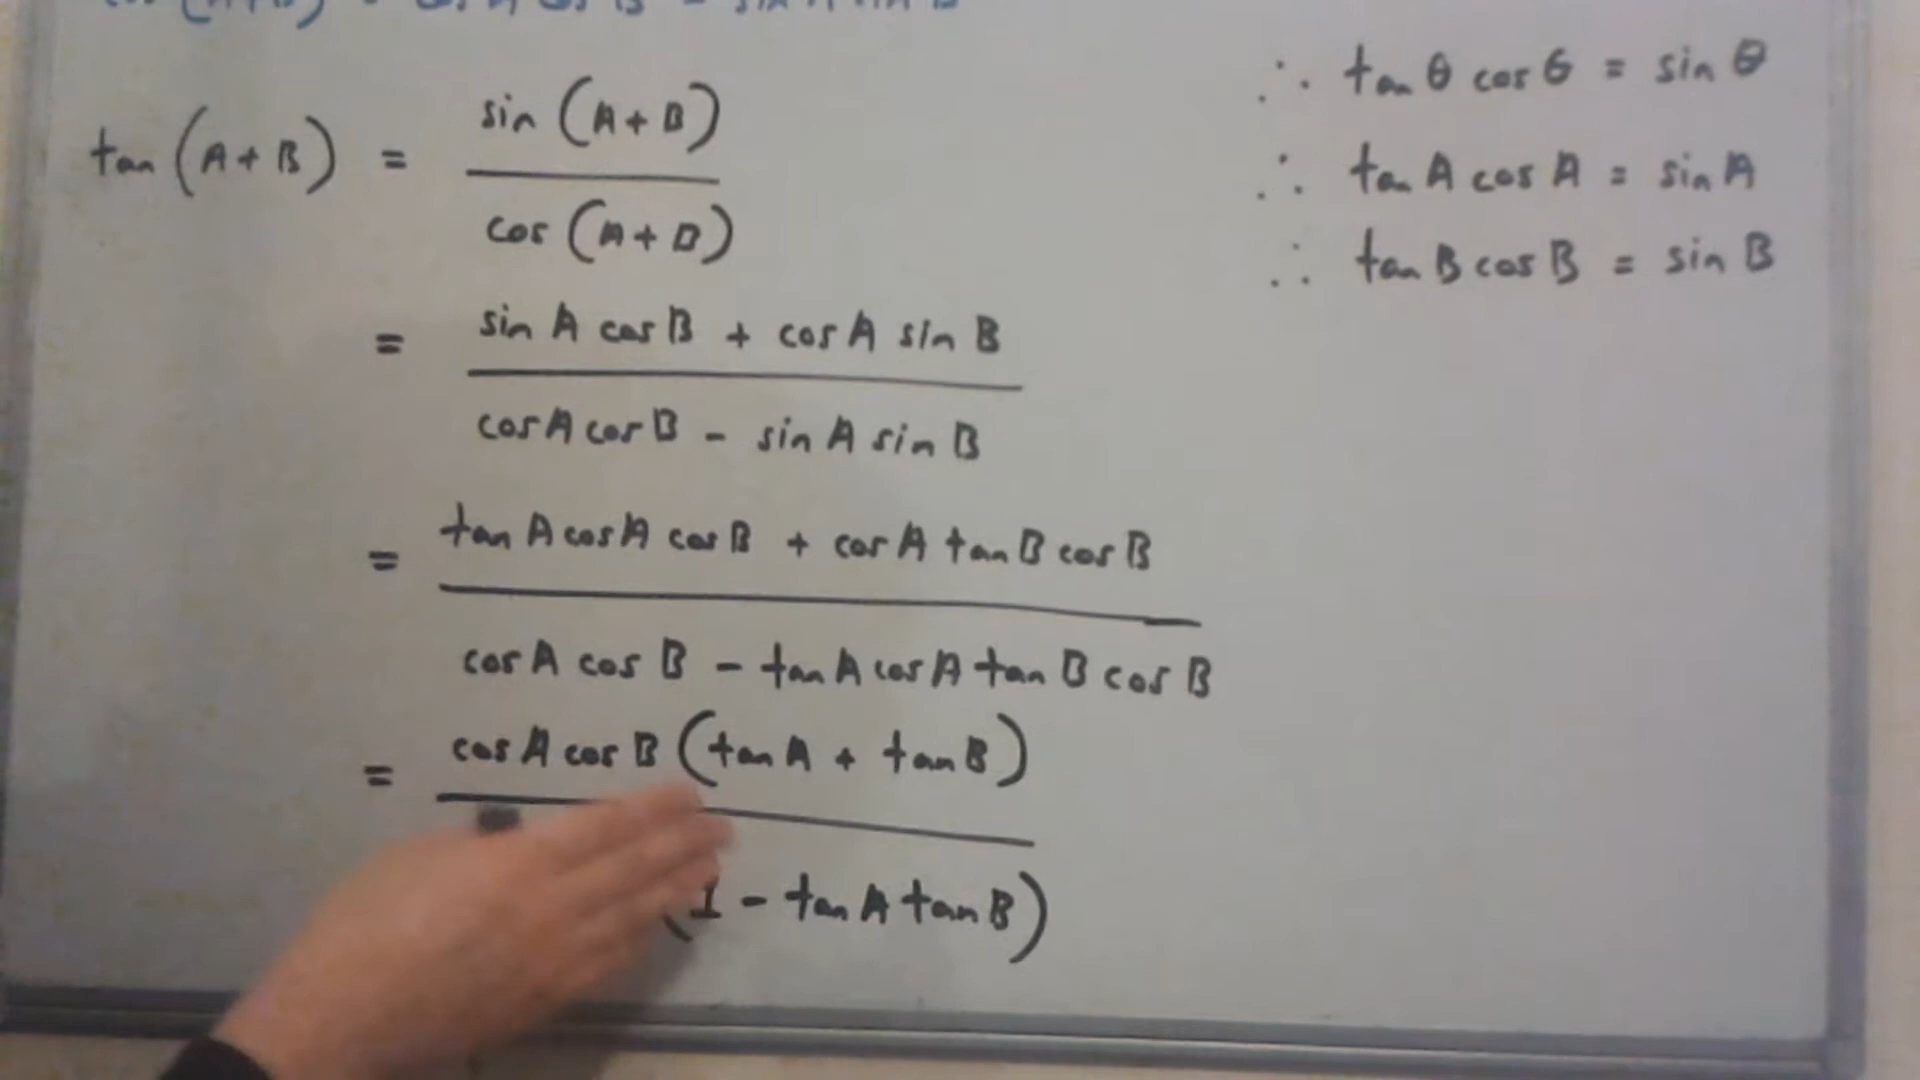 tan (A+B) = sin (A+B) / cos (A+B)
= sin A cos B + cos A sin B / cos A cos B - sin A sin B
= tan A cos A cos B + cos A tan B cos B / cos A cos B - tan A cos A tan B cos B
= cos A cos B (tan A + tan B) / (1 - tan A tan B)
∴ tan θ cos θ = sin θ
∴ tan A cos A = sin A
∴ tan B cos B = sin B